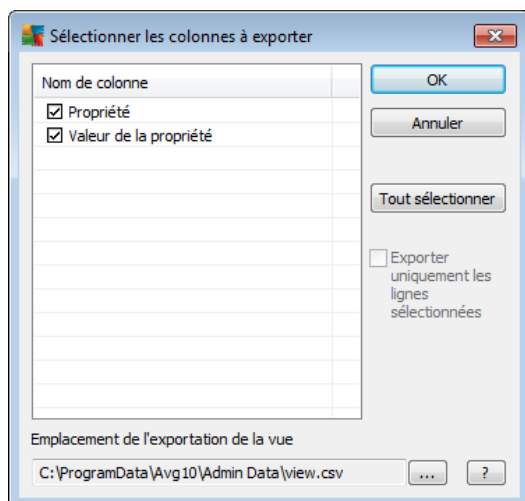 Sélectionner les colonnes à exporter
Nom de colonne
Propriété
Valeur de la propriété
OK
Annuler
Tout sélectionner
Exporter
uniquement les
lignes
sélectionnées
Emplacement de l'exportation de la vue
C:\ProgramData\Avg10\Admin Data\view.csv
...
?